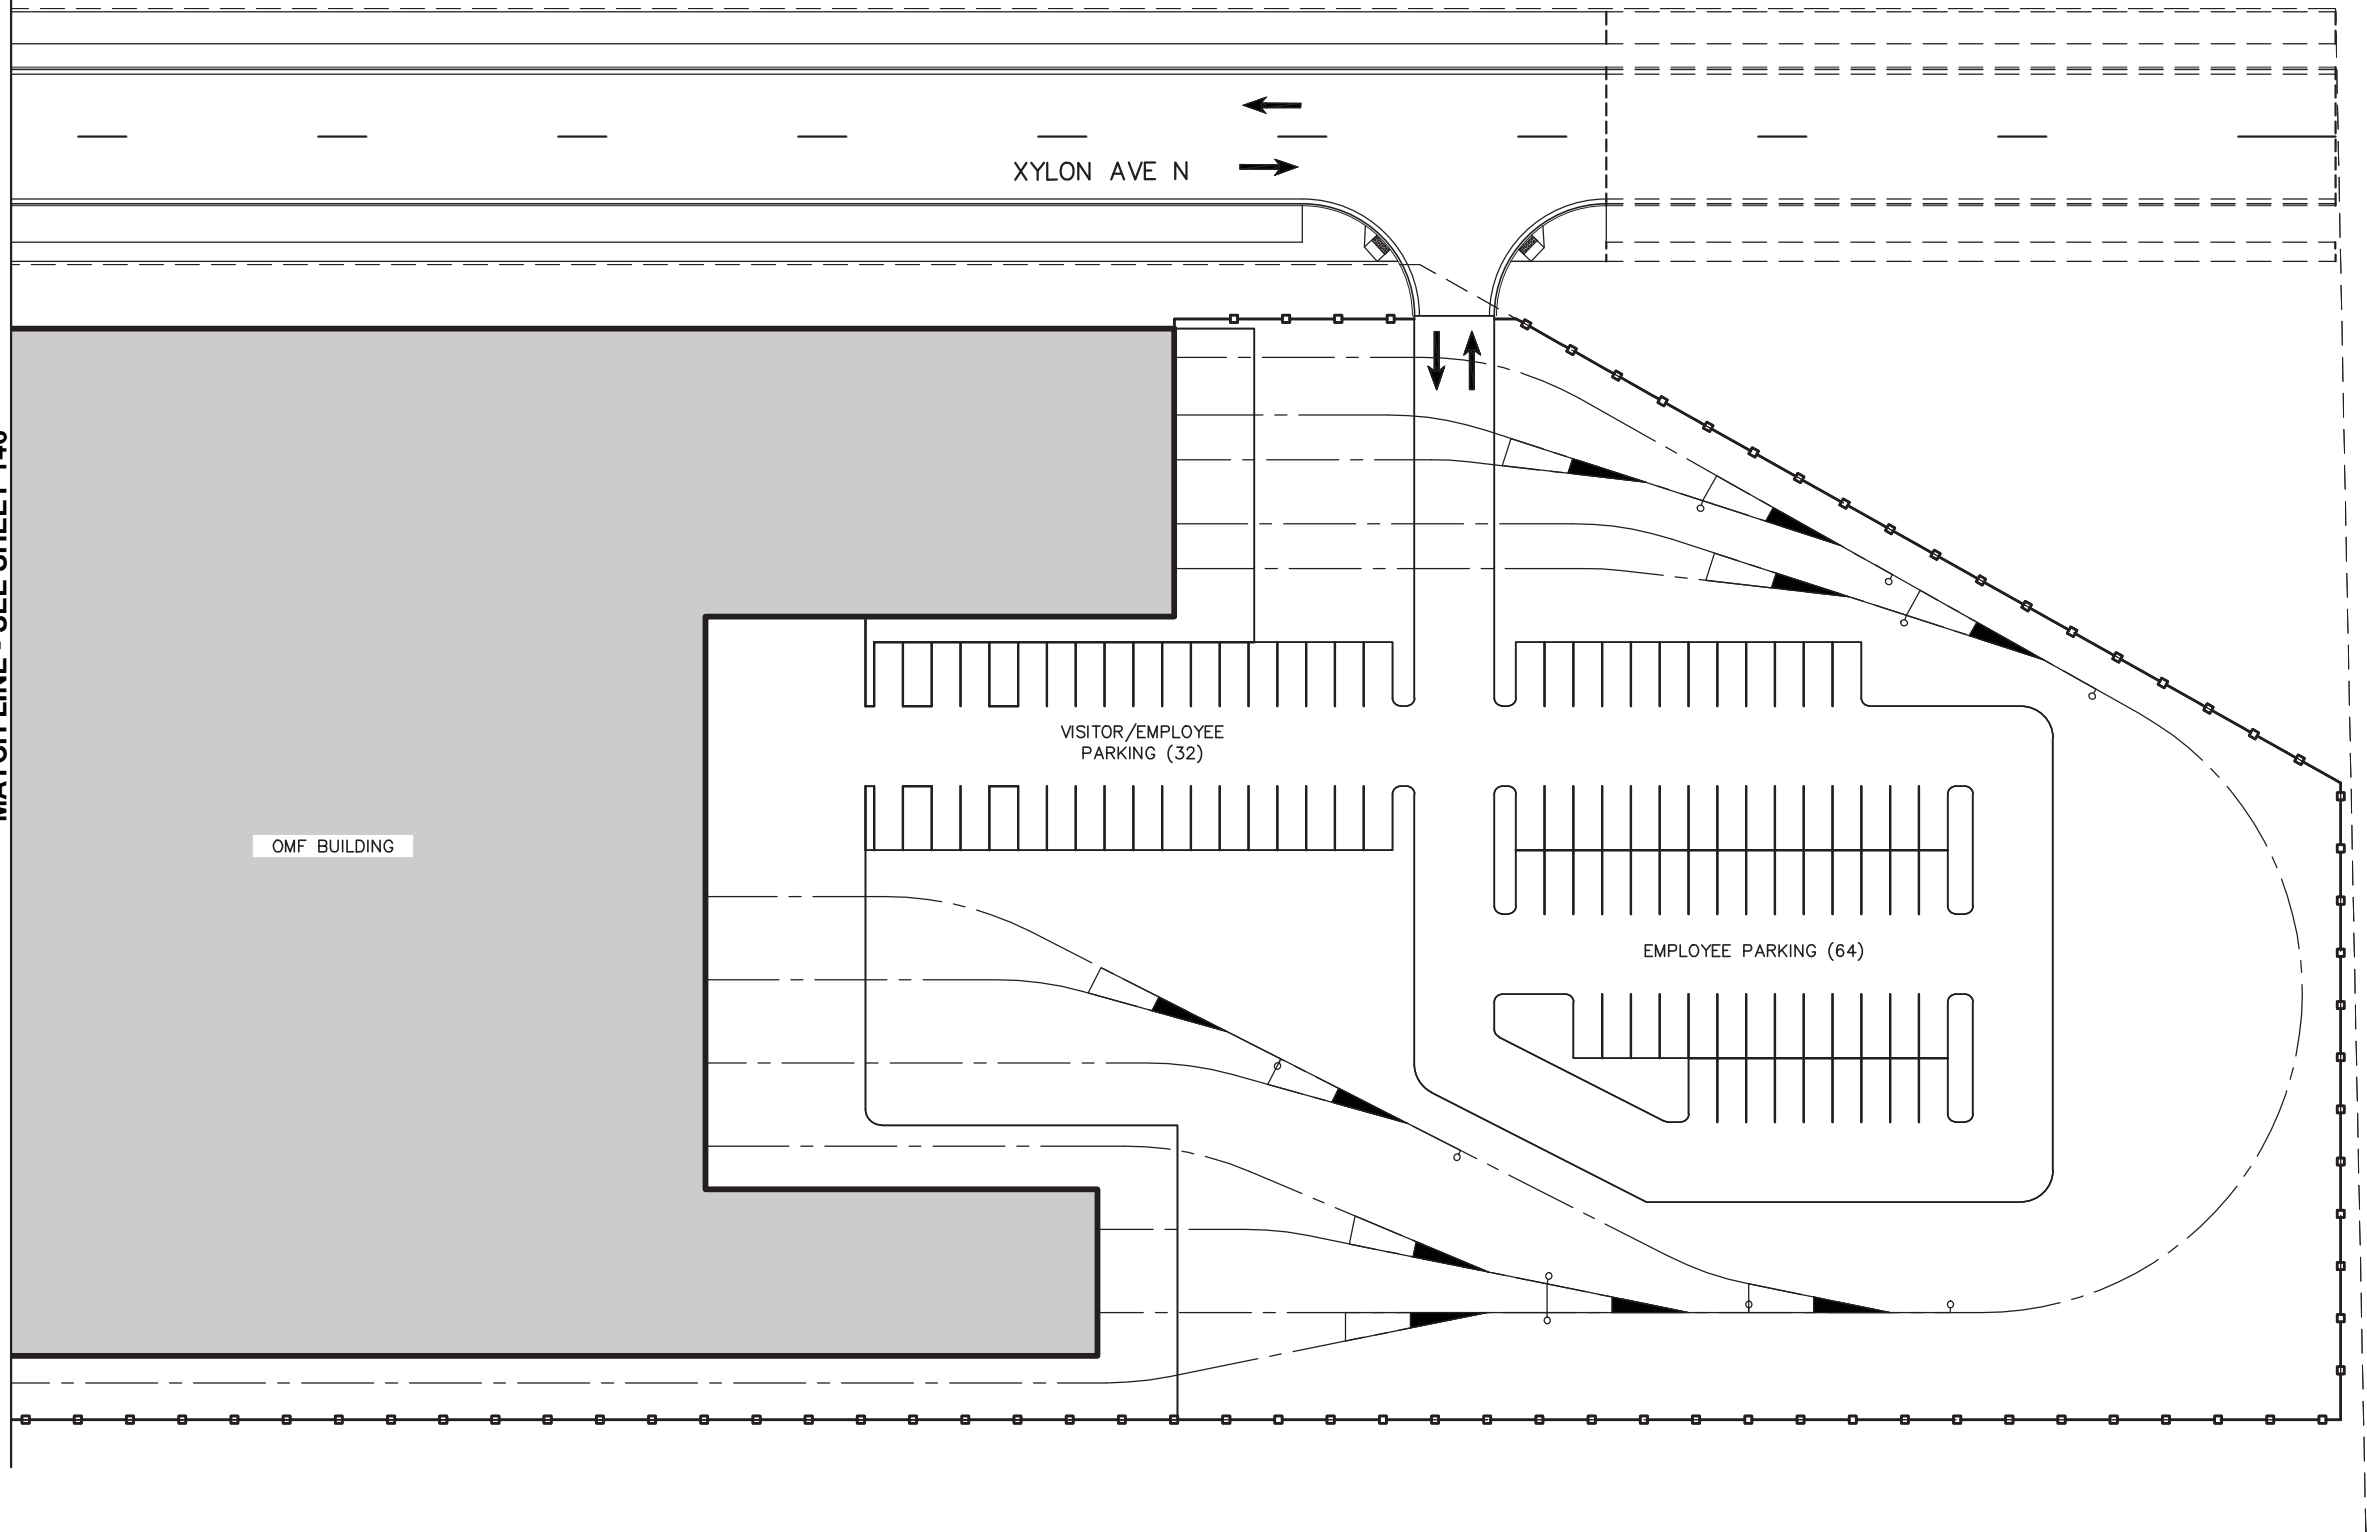 XYLON AVE N
VISITOR/EMPLOYEE
PARKING (32)
OMF BUILDING
EMPLOYEE PARKING (64)